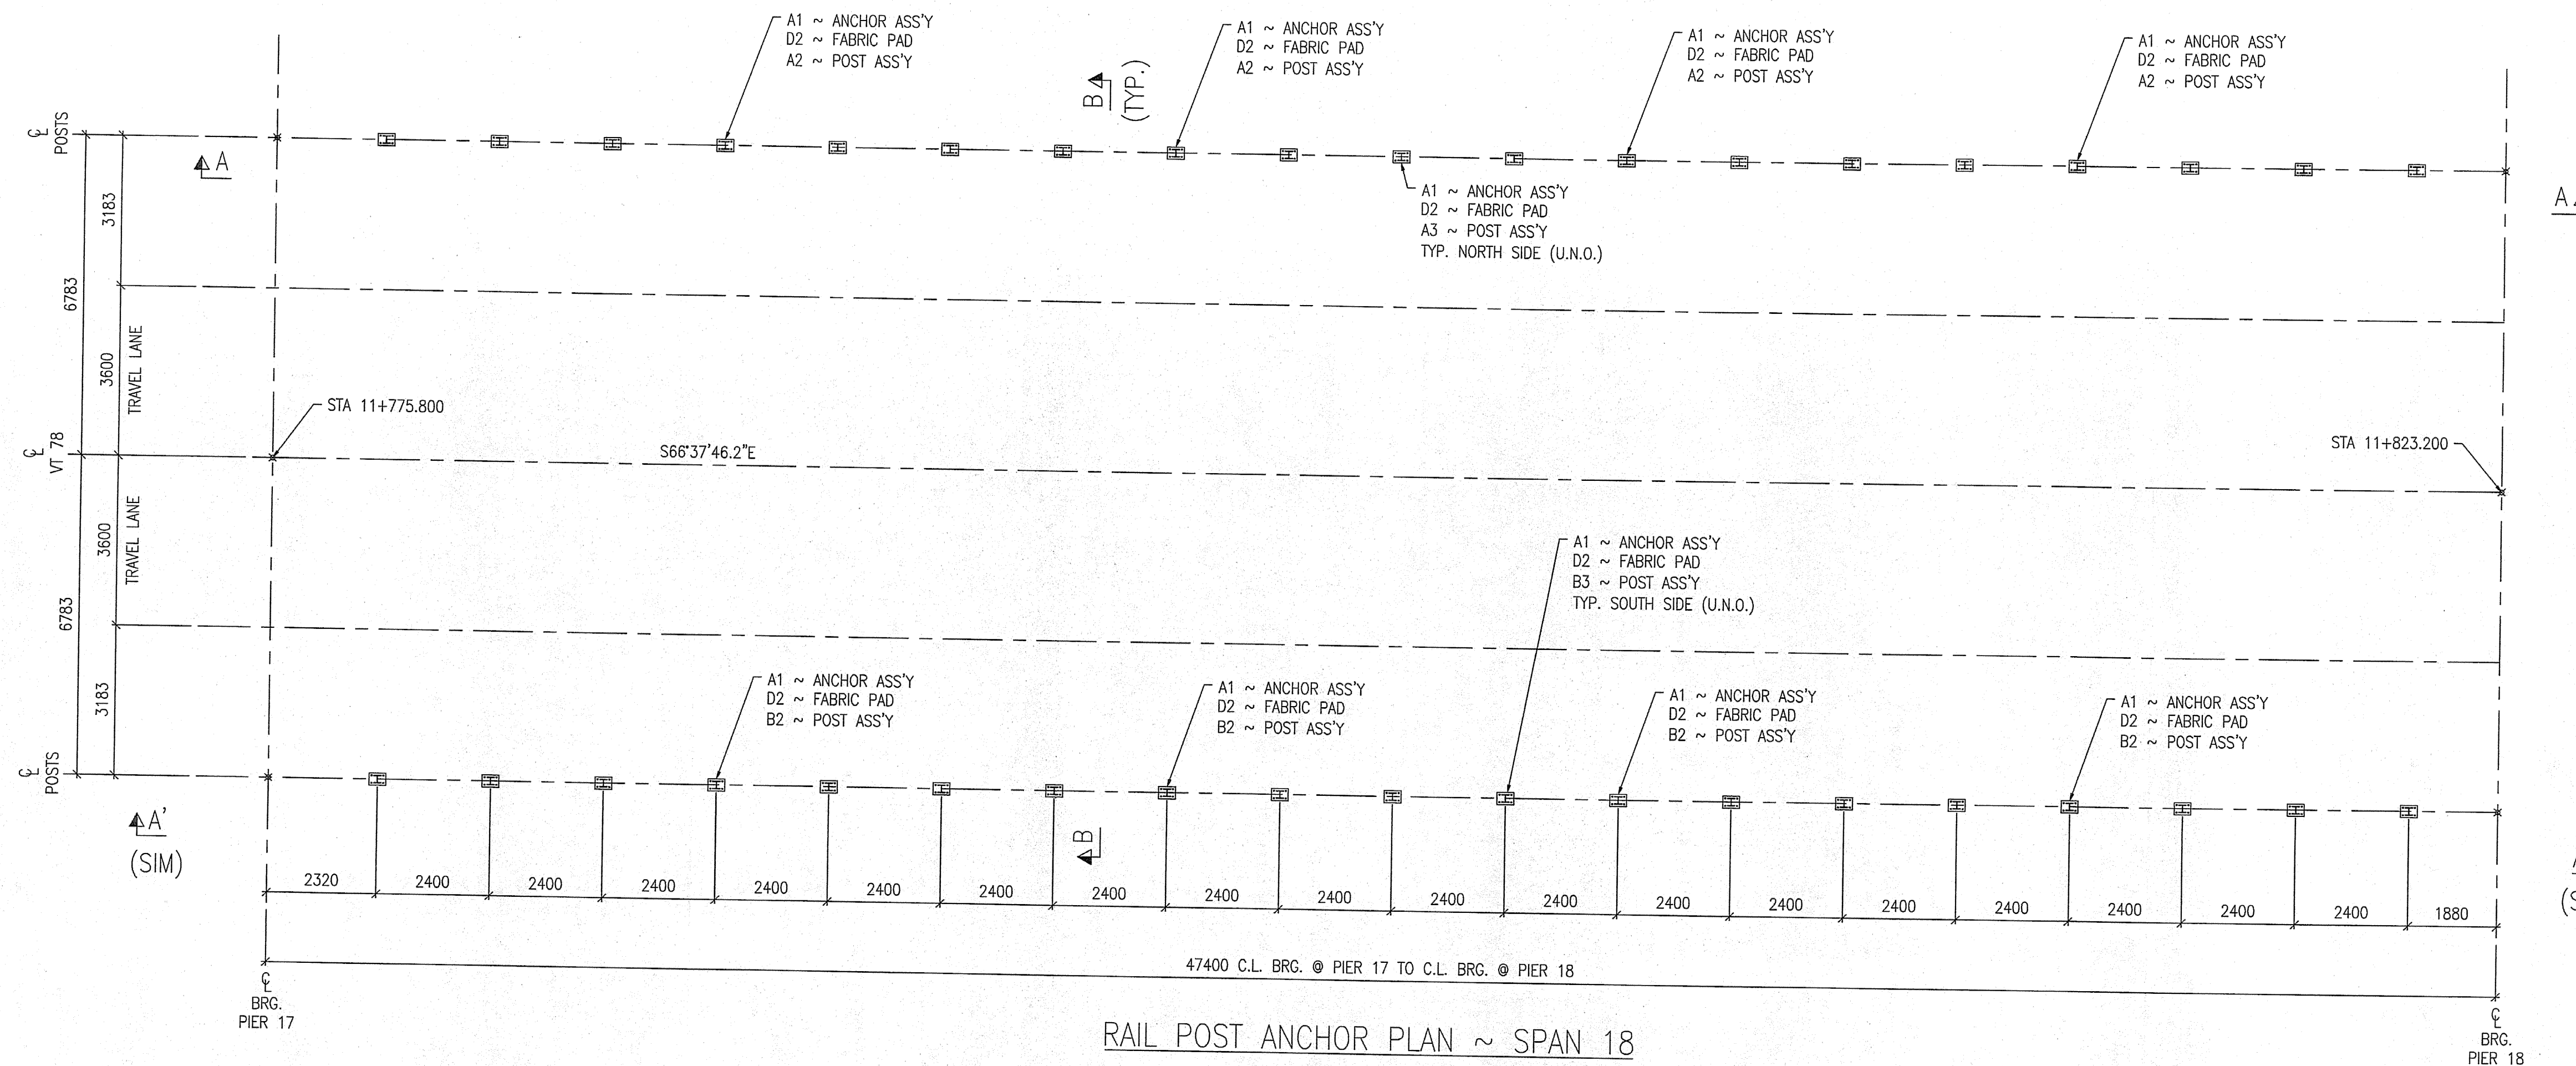 A1 ~ ANCHOR ASS'Y
D2 ~ FABRIC PAD
A2 ~ POST ASS'Y
B
(TYP.)
A1 ~ ANCHOR ASS'Y
D2 ~ FABRIC PAD
A2 ~ POST ASS'Y
A1 ~ ANCHOR ASS'Y
D2 ~ FABRIC PAD
A2 ~ POST ASS'Y
A1 ~ ANCHOR ASS'Y
D2 ~ FABRIC PAD
A2 ~ POST ASS'Y
℄
POSTS
A
A
A1 ~ ANCHOR ASS'Y
D2 ~ FABRIC PAD
A3 ~ POST ASS'Y
TYP. NORTH SIDE (U.N.O.)
3183
6783
3600
TRAVEL LANE
STA 11+775.800
℄
VT 78
S66°37'46.2"E
STA 11+823.200
3600
TRAVEL LANE
6783
3183
A1 ~ ANCHOR ASS'Y
D2 ~ FABRIC PAD
B3 ~ POST ASS'Y
TYP. SOUTH SIDE (U.N.O.)
A1 ~ ANCHOR ASS'Y
D2 ~ FABRIC PAD
B2 ~ POST ASS'Y
A1 ~ ANCHOR ASS'Y
D2 ~ FABRIC PAD
B2 ~ POST ASS'Y
A1 ~ ANCHOR ASS'Y
D2 ~ FABRIC PAD
B2 ~ POST ASS'Y
A1 ~ ANCHOR ASS'Y
D2 ~ FABRIC PAD
B2 ~ POST ASS'Y
℄
POSTS
A'
(SIM)
B
2320 2400 2400 2400 2400 2400 2400 2400 2400 2400 2400 2400 2400 2400 2400 2400 2400 2400 2400 1880
47400 C.L. BRG. @ PIER 17 TO C.L. BRG. @ PIER 18
℄
BRG.
PIER 17
℄
BRG.
PIER 18
RAIL POST ANCHOR PLAN ~ SPAN 18